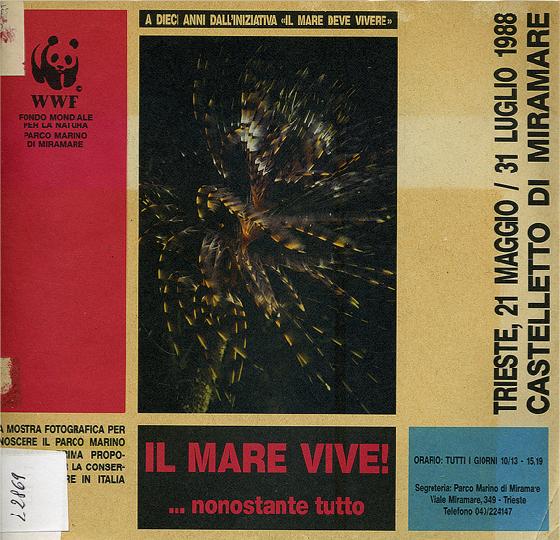 A DIECI ANNI DALL'INIZIATIVA «IL MARE DEVE VIVERE»
WWF
FONDO MONDIALE
PER LA NATURA
PARCO MARINO
DI MIRAMARE
TRIESTE, 21 MAGGIO / 31 LUGLIO 1988
CASTELLETTO DI MIRAMARE
A MOSTRA FOTOGRAFICA PER
NOSCERE IL PARCO MARINO
IMA PROPO-
LA CONSER-
RE IN ITALIA
L2869
IL MARE VIVE!
... nonostante tutto
ORARIO: TUTTI I GIORNI 10/13 - 15,19
Segreteria: Parco Marino di Miramare
Viale Miramare, 349 - Trieste
Telefono 040/224147